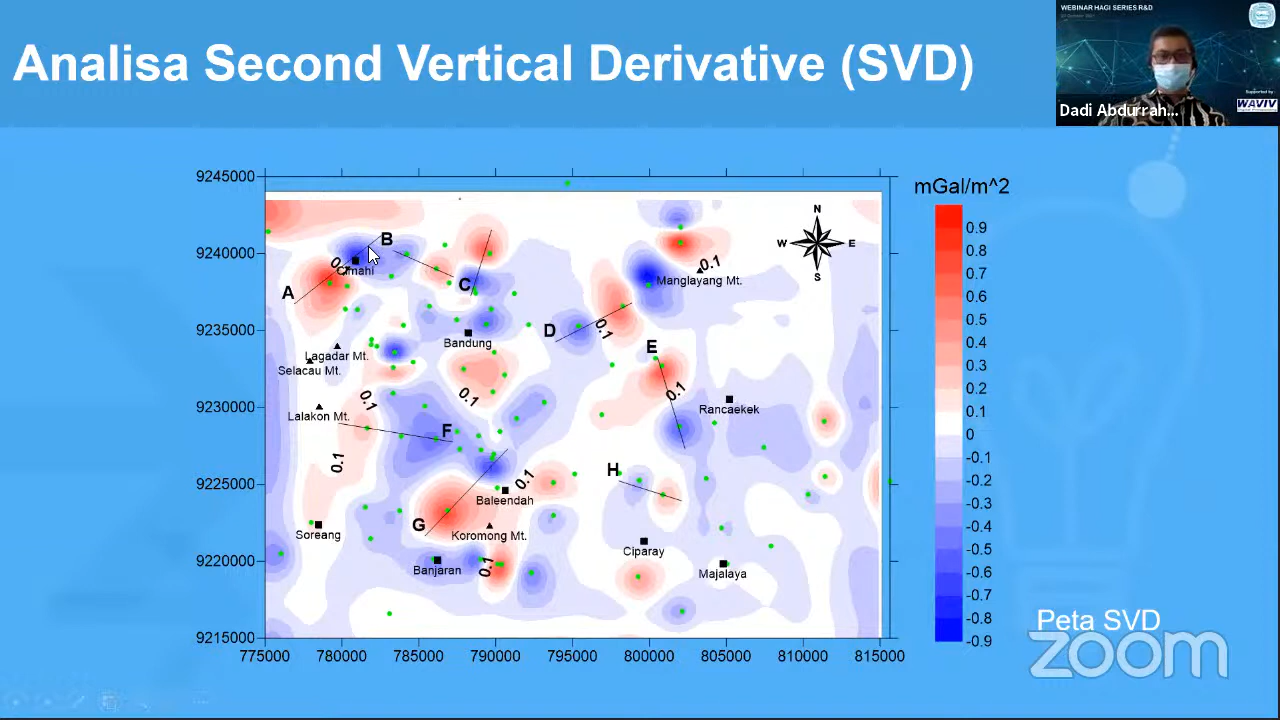 Analisa Second Vertical Derivative (SVD)
WEBINAR HAGI SERIES R&D
Supported by
WAVIV
Dadi Abdurrah...
mGal/m^2
9245000
9240000
9235000
9230000
9225000
9220000
9215000
775000 780000 785000 790000 795000 800000 805000 810000 815000
N
W E
S
A
B
C
D
E
F
G
H
Cimahi
Manglayang Mt.
Bandung
Lagadar Mt.
Selacau Mt.
Lalakon Mt.
Rancaekek
Baleendah
Koromong Mt.
Soreang
Banjaran
Ciparay
Majalaya
0.1
0.1
0.1
0.1
0.1
0.1
0.1
0.1
0.9
0.8
0.7
0.6
0.5
0.4
0.3
0.2
0.1
0
-0.1
-0.2
-0.3
-0.4
-0.5
-0.6
-0.7
-0.8
-0.9
Peta SVD
zoom